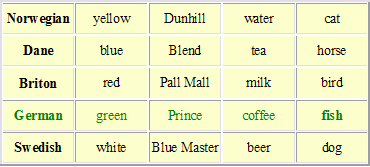 Norwegian yellow Dunhill water cat
Dane blue Blend tea horse
Briton red Pall Mall milk bird
German green Prince coffee fish
Swedish white Blue Master beer dog